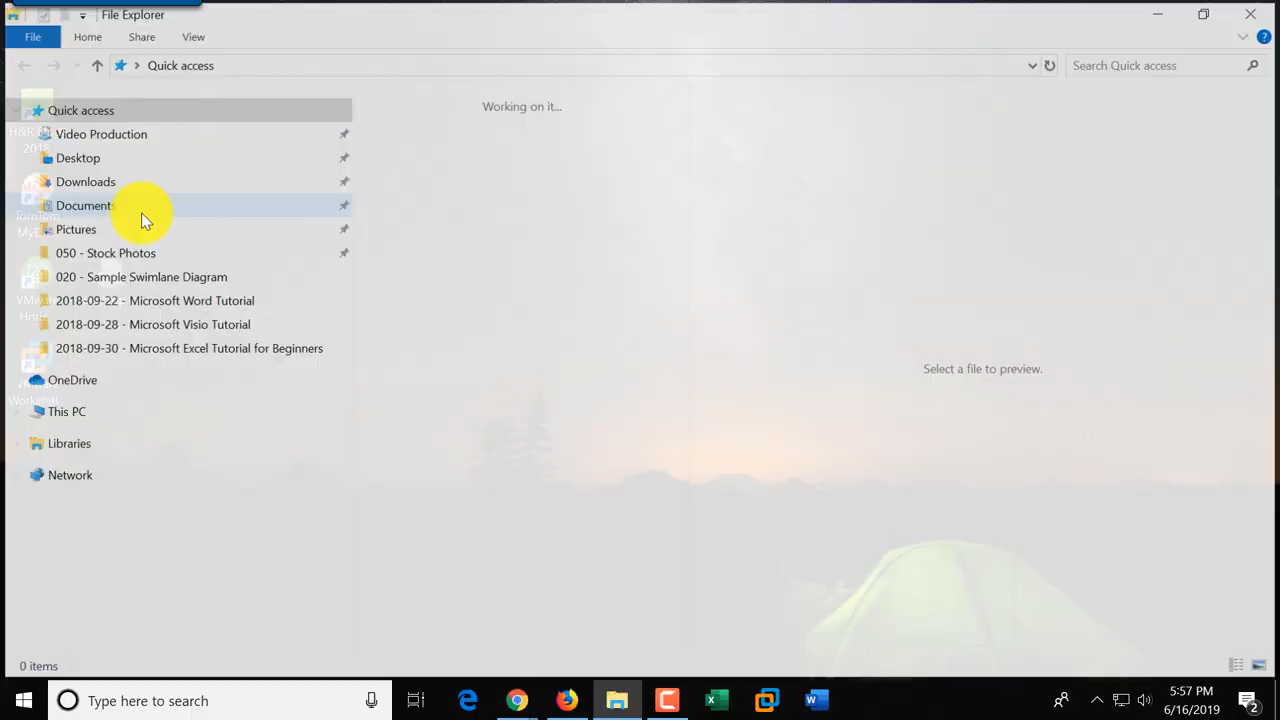 File Explorer
File Home Share View
Quick access
Search Quick access
Quick access
Working on it...
H&R
2018
Video Production
Desktop
Downloads
Documents
TomTom
Pictures
050 - Stock Photos
020 - Sample Swimlane Diagram
2018-09-22 - Microsoft Word Tutorial
2018-09-28 - Microsoft Visio Tutorial
2018-09-30 - Microsoft Excel Tutorial for Beginners
Select a file to preview.
OneDrive
This PC
Libraries
Network
0 items
Type here to search
5:57 PM
6/16/2019
2